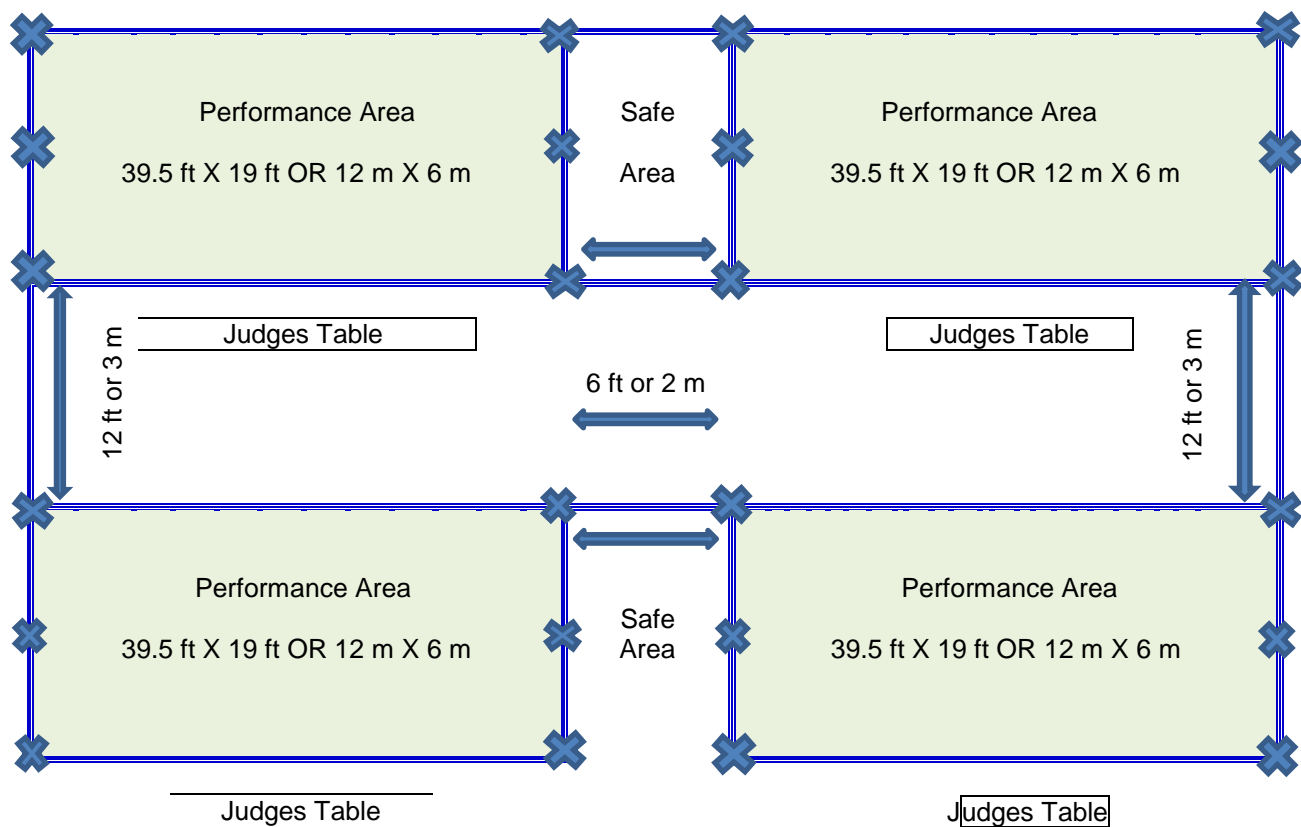 Performance Area
39.5 ft X 19 ft OR 12 m X 6 m
Safe
Area
Performance Area
39.5 ft X 19 ft OR 12 m X 6 m
12 ft or 3 m
Judges Table
6 ft or 2 m
Judges Table
12 ft or 3 m
Performance Area
39.5 ft X 19 ft OR 12 m X 6 m
Safe
Area
Performance Area
39.5 ft X 19 ft OR 12 m X 6 m
Judges Table
Judges Table